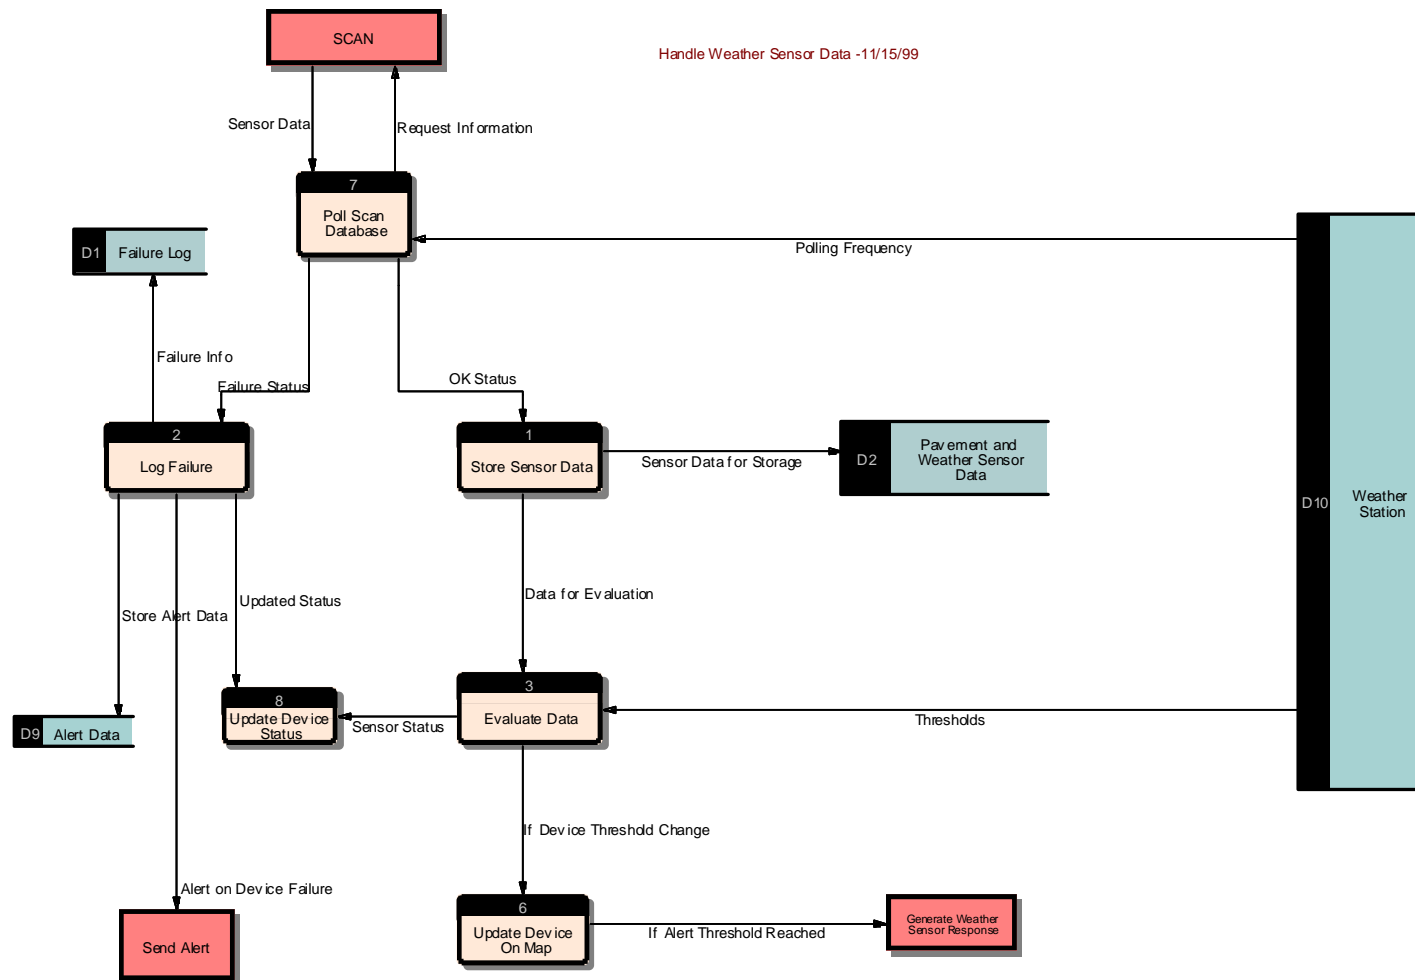 SCAN
Handle Weather Sensor Data -11/15/99
Sensor Data
Request Information
7
Poll Scan
Database
D1
Failure Log
Polling Frequency
Failure Info
Failure Status
OK Status
2
Log Failure
1
Store Sensor Data
Sensor Data for Storage
D2
Pavement and
Weather Sensor
Data
D10
Weather
Station
Data for Evaluation
Updated Status
Store Alert Data
3
Evaluate Data
8
Update Device
Status
Sensor Status
Thresholds
D9
Alert Data
If Device Threshold Change
Alert on Device Failure
Send Alert
6
Update Device
On Map
If Alert Threshold Reached
Generate Weather
Sensor Response